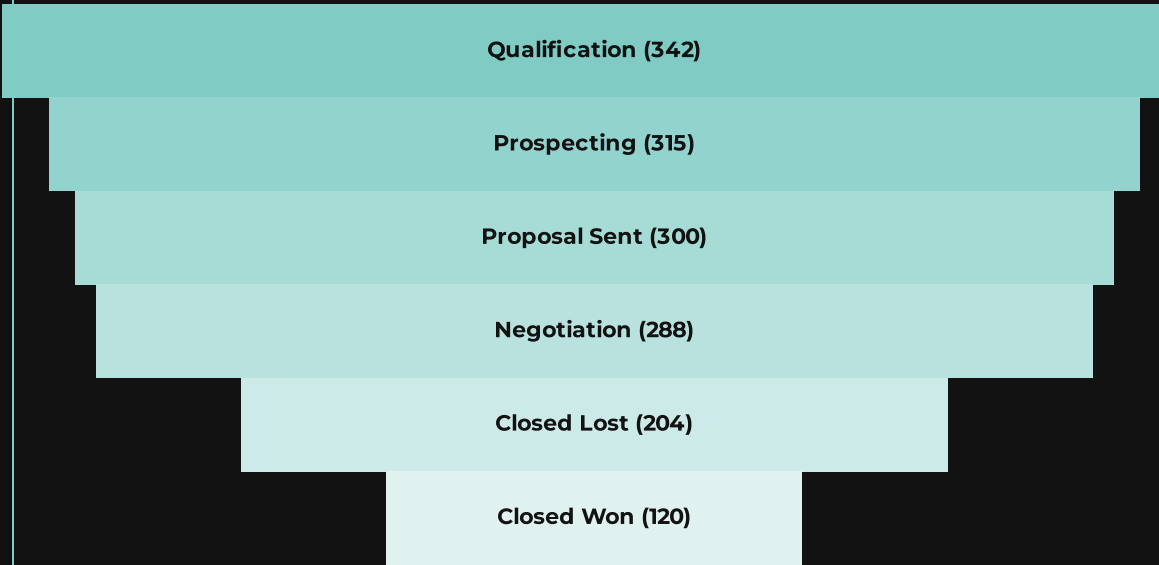 Qualification (342)
Prospecting (315)
Proposal Sent (300)
Negotiation (288)
Closed Lost (204)
Closed Won (120)